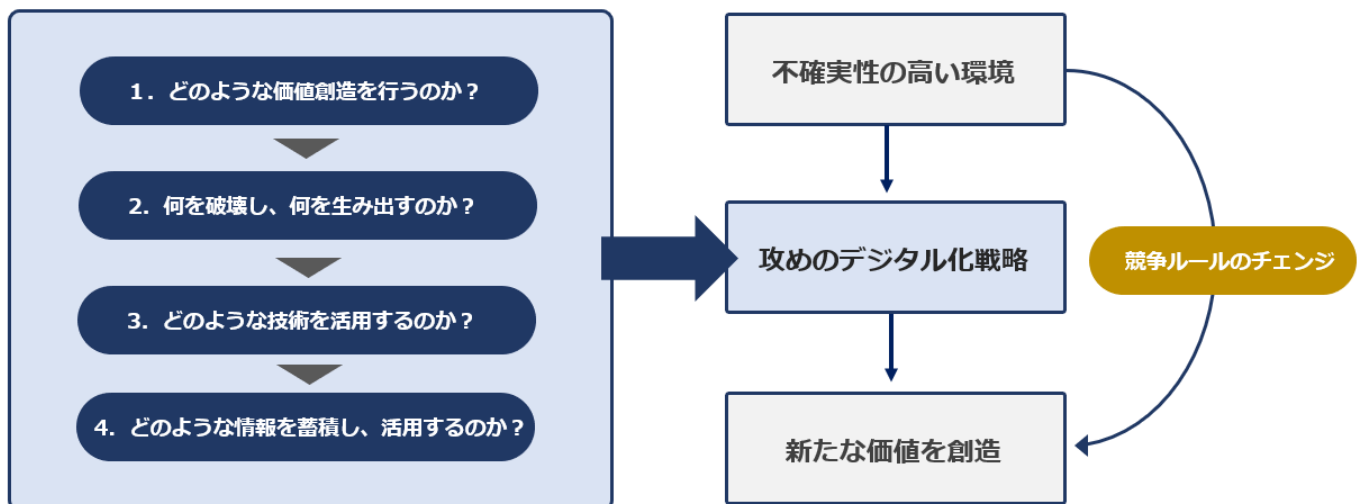 1．どのような価値創造を行うのか？
2．何を破壊し、何を生み出すのか？
3．どのような技術を活用するのか？
4．どのような情報を蓄積し、活用するのか？
不確実性の高い環境
攻めのデジタル化戦略
競争ルールのチェンジ
新たな価値を創造